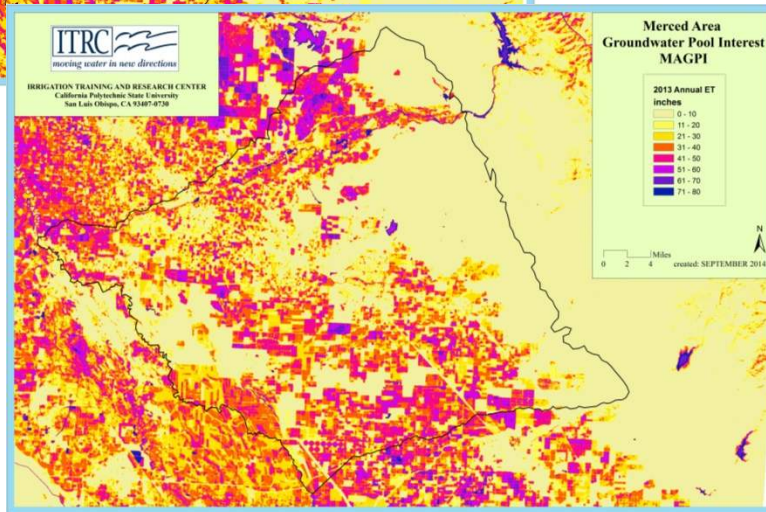 ITRC
moving water in new directions
IRRIGATION TRAINING AND RESEARCH CENTER
California Polytechnic State University
San Luis Obispo, CA 93407-0730
Merced Area
Groundwater Pool Interest
MAGPI
2013 Annual ET
inches
0 - 10
11 - 20
21 - 30
31 - 40
41 - 50
51 - 60
61 - 70
71 - 80
N
Miles
0 2 4
created: SEPTEMBER 2014